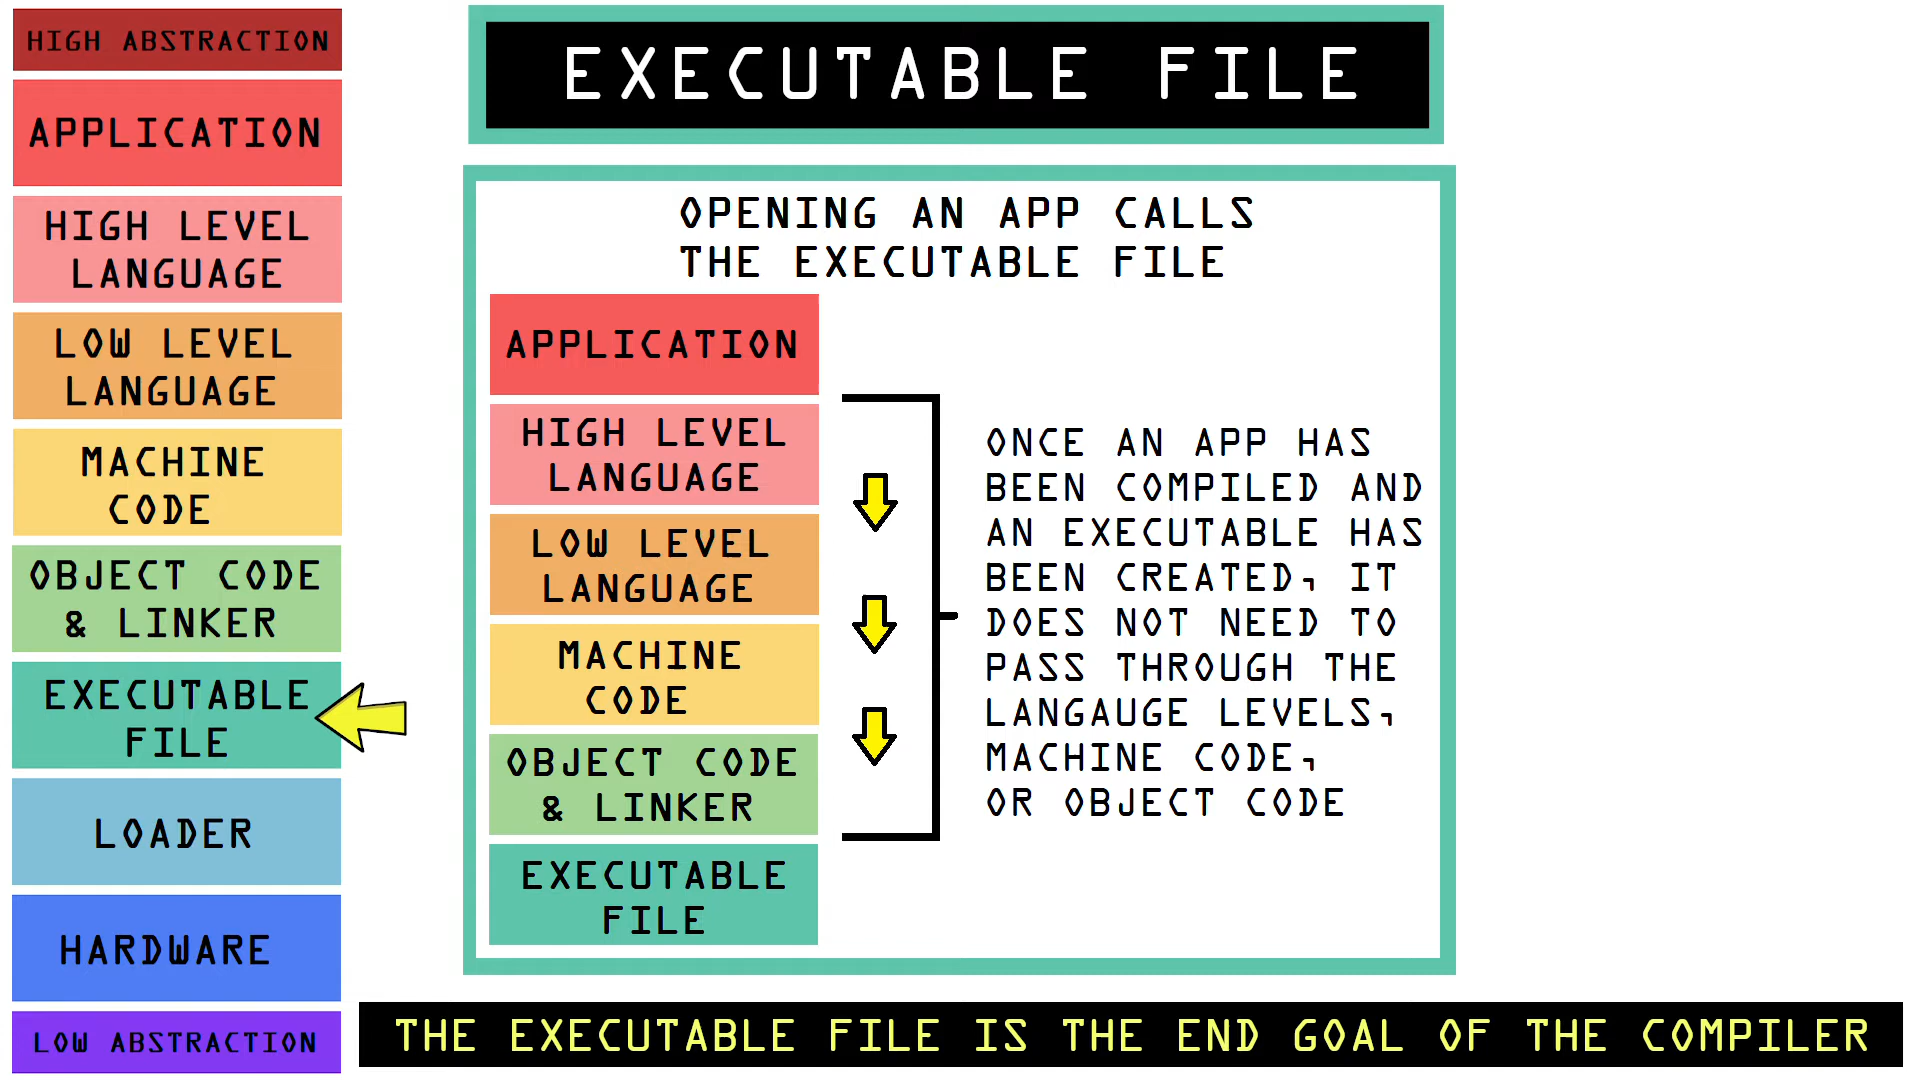 HIGH ABSTRACTION
APPLICATION
HIGH LEVEL
LANGUAGE
LOW LEVEL
LANGUAGE
MACHINE
CODE
OBJECT CODE
& LINKER
EXECUTABLE
FILE
LOADER
HARDWARE
LOW ABSTRACTION
EXECUTABLE FILE
OPENING AN APP CALLS
THE EXECUTABLE FILE
APPLICATION
HIGH LEVEL
LANGUAGE
LOW LEVEL
LANGUAGE
MACHINE
CODE
OBJECT CODE
& LINKER
EXECUTABLE
FILE
ONCE AN APP HAS
BEEN COMPILED AND
AN EXECUTABLE HAS
BEEN CREATED, IT
DOES NOT NEED TO
PASS THROUGH THE
LANGAUGE LEVELS,
MACHINE CODE,
OR OBJECT CODE
THE EXECUTABLE FILE IS THE END GOAL OF THE COMPILER